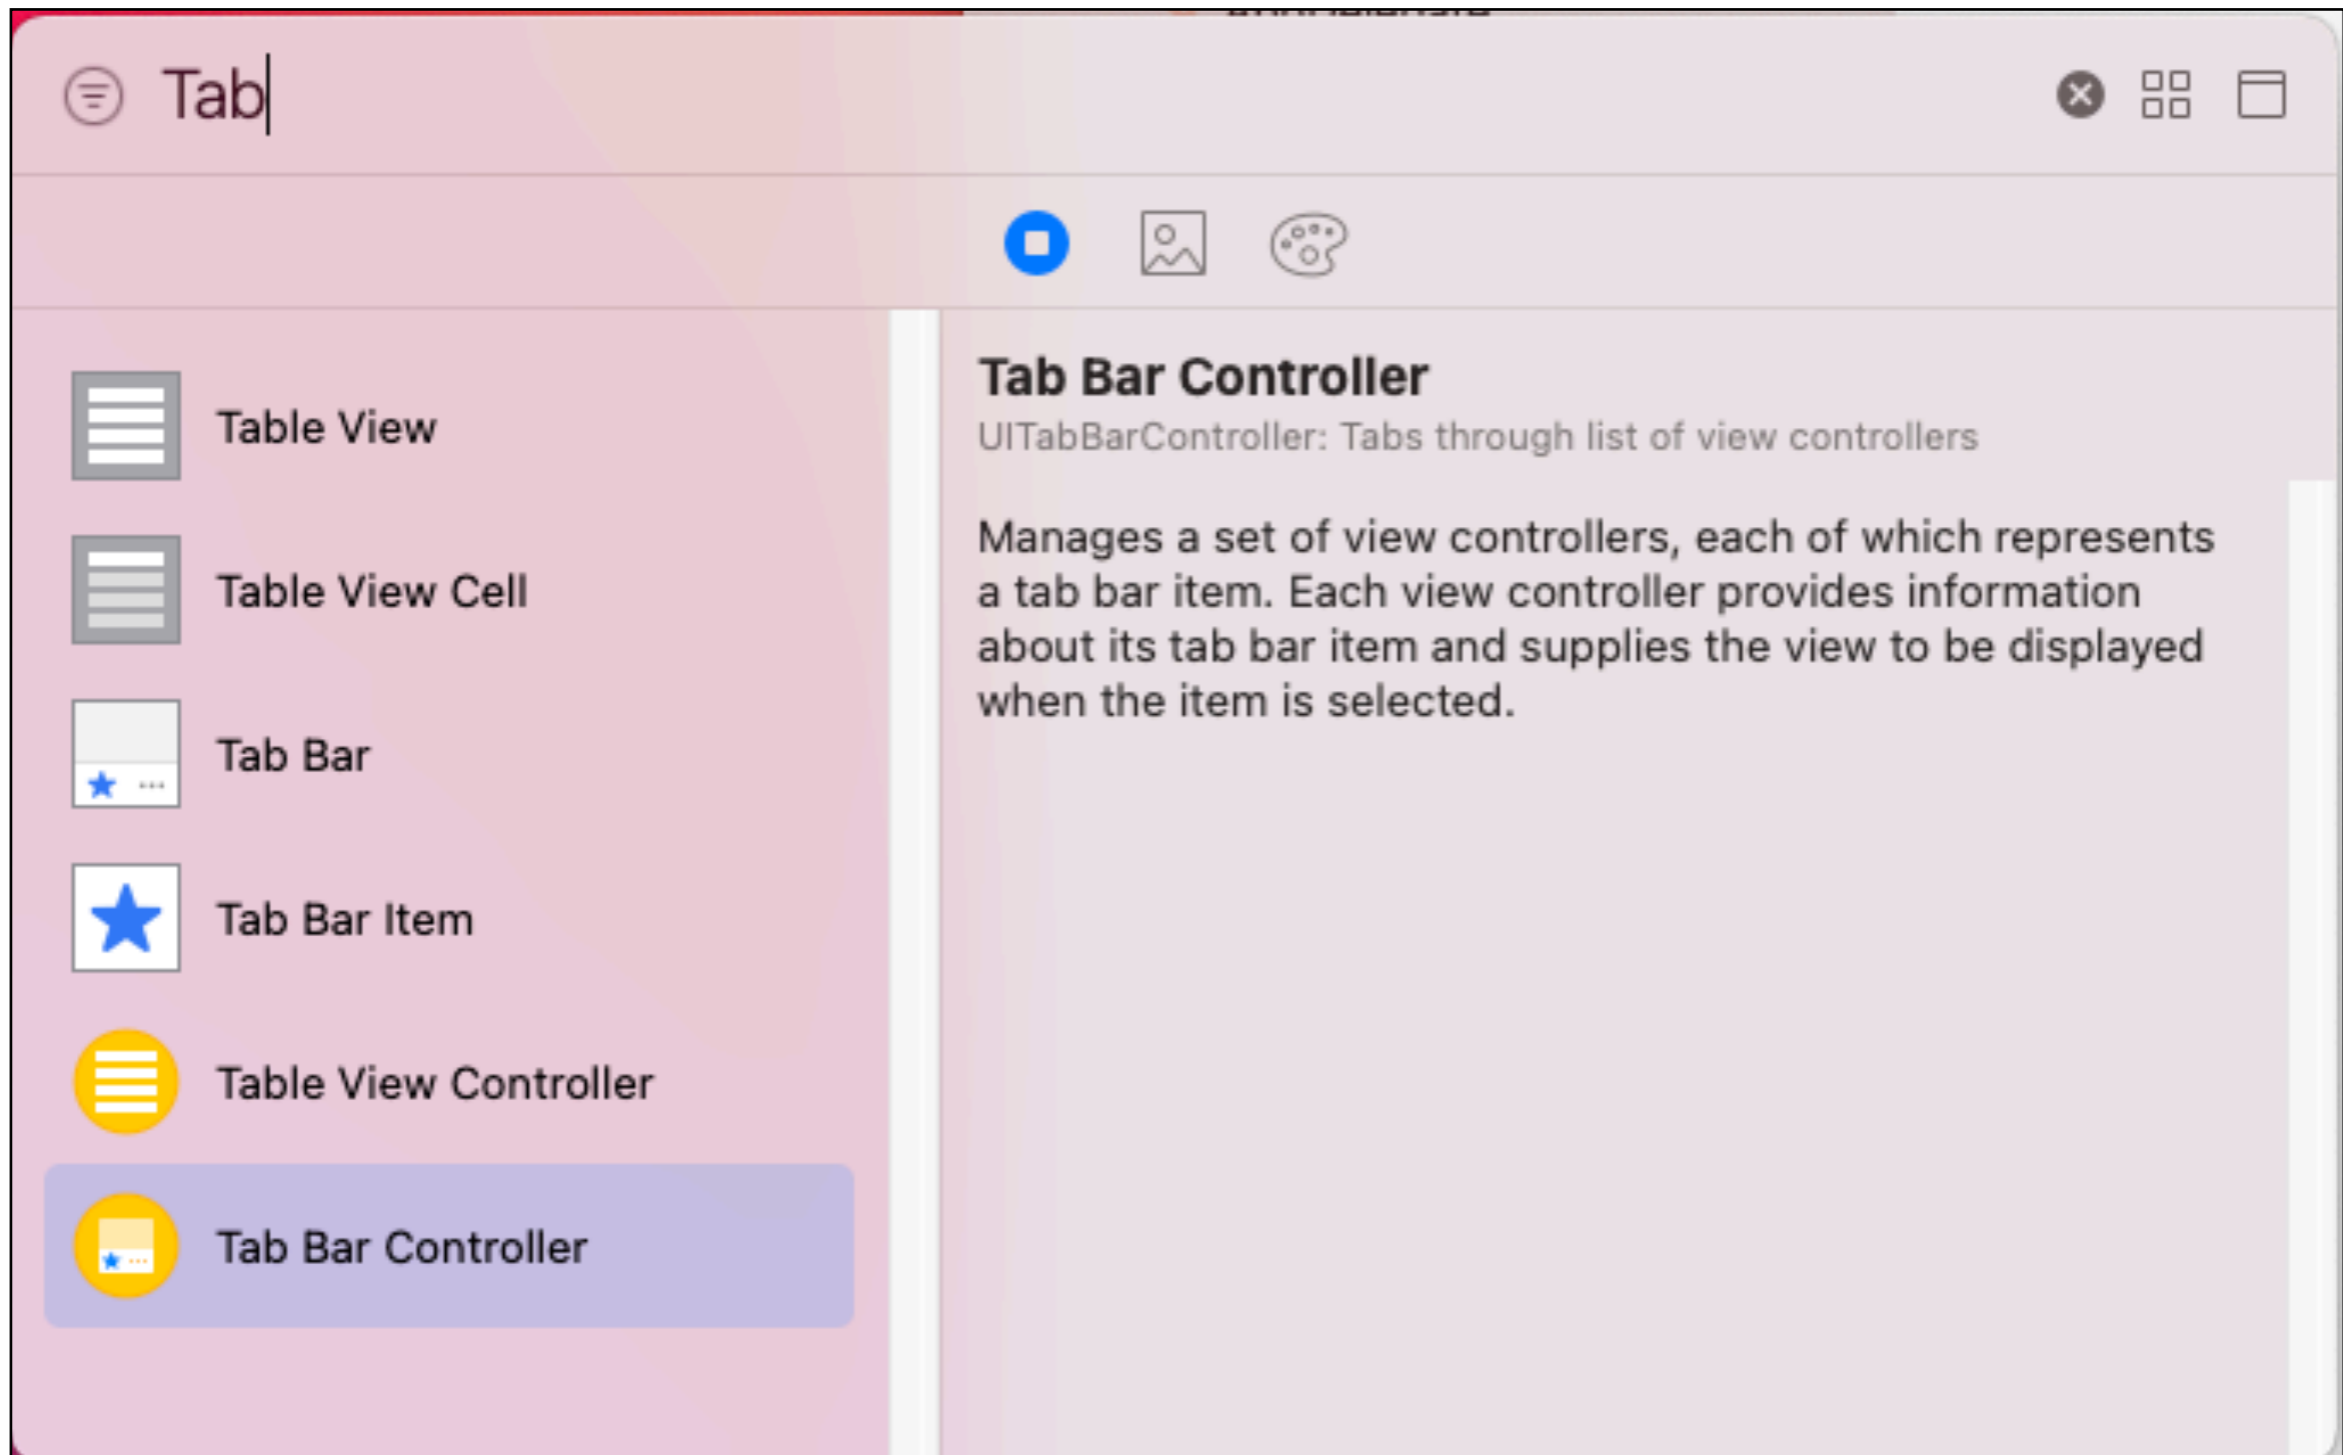 Tab
Table View
Table View Cell
Tab Bar
Tab Bar Item
Table View Controller
Tab Bar Controller
Tab Bar Controller
UITabBarController: Tabs through list of view controllers
Manages a set of view controllers, each of which represents
a tab bar item. Each view controller provides information
about its tab bar item and supplies the view to be displayed
when the item is selected.